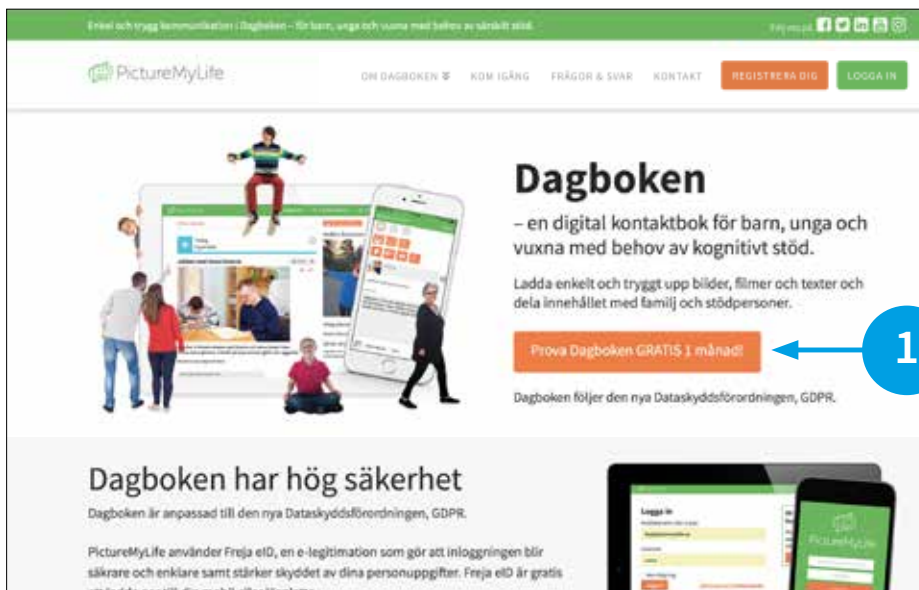 Enkel och trygg kommunikation i Dagboken – för barn, unga och vuxna med behov av särskilt stöd.
PictureMyLife
OM DAGBOKEN
KOM IGÅNG
FRÅGOR & SVAR
KONTAKT
REGISTRERA DIG
LOGGA IN
Dagboken
– en digital kontaktbok för barn, unga och
vuxna med behov av kognitivt stöd.
Ladda enkelt och tryggt upp bilder, filmer och texter och
dela innehållet med familj och stödpersoner.
Prova Dagboken GRATIS 1 månad!
1
Dagboken följer den nya Dataskyddsförordningen, GDPR.
Dagboken har hög säkerhet
Dagboken är anpassad till den nya Dataskyddsförordningen, GDPR.
PictureMyLife använder Freja eID, en e-legitimation som gör att inloggningen blir
säkrare och enklare samt stärker skyddet av dina personuppgifter. Freja eID är gratis
Logga in
PictureMyLife